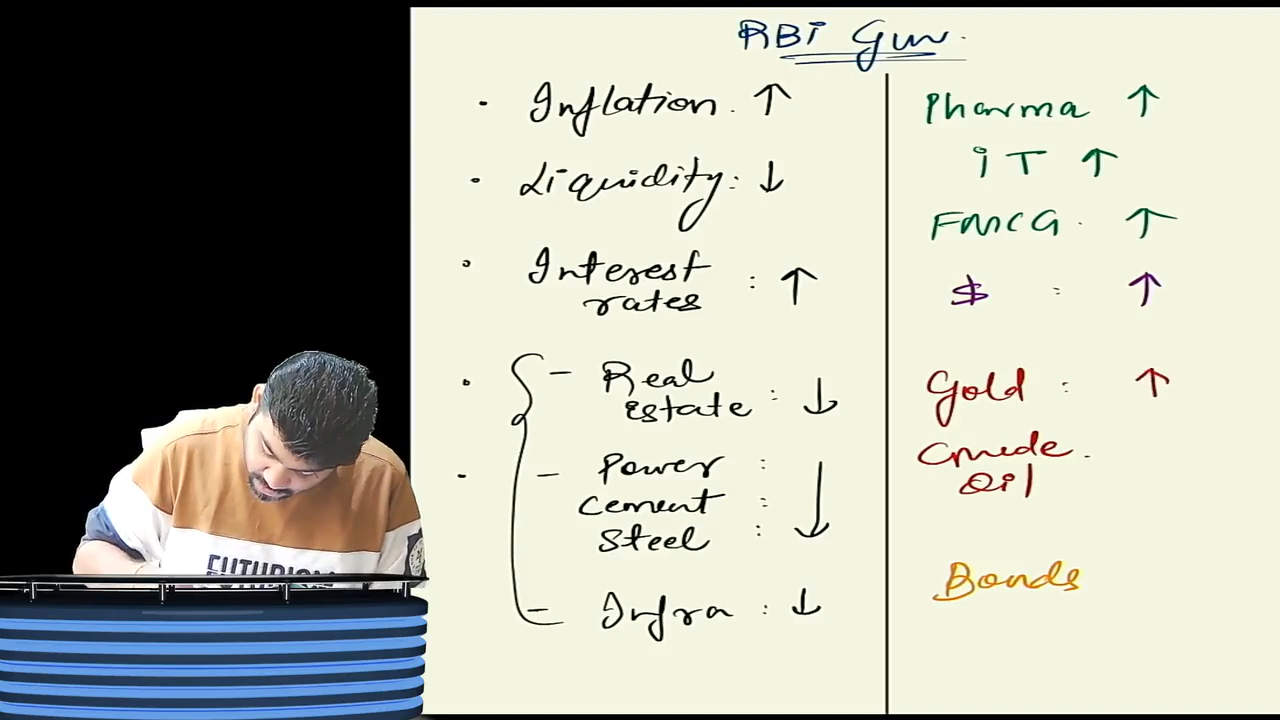 RBi Gun.
• Inflation. ↑
• Liquidity: ↓
• Interest
rates : ↑
• { – Real
estate : ↓
• – Power :
Cement :
Steel : ↓
– Infra : ↓
Pharma ↑
iT ↑
FMCG. ↑
$ : ↑
Gold : ↑
Crude.
Oil
Bonds
FUTURISM